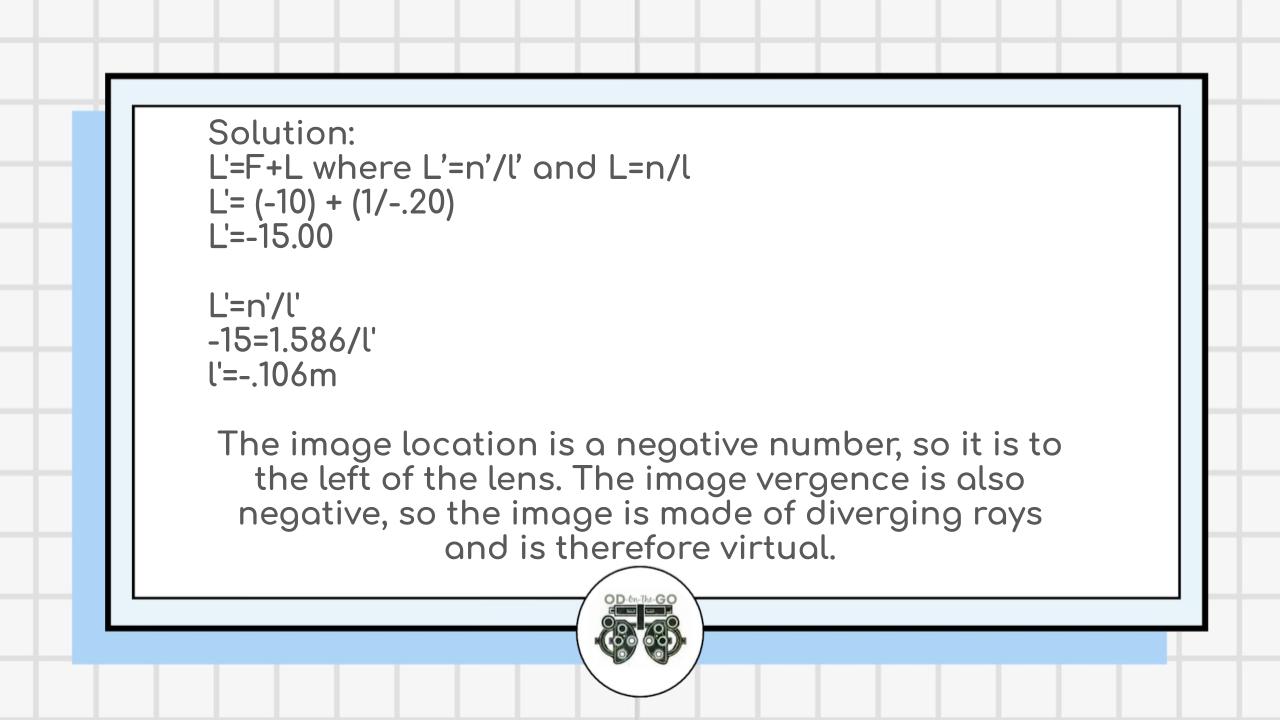 Solution:
L'=F+L where L’=n’/l’ and L=n/l
L'= (-10) + (1/-.20)
L'=-15.00
L'=n'/l'
-15=1.586/l'
l'=-.106m
The image location is a negative number, so it is to
the left of the lens. The image vergence is also
negative, so the image is made of diverging rays
and is therefore virtual.
OD-On-The-GO